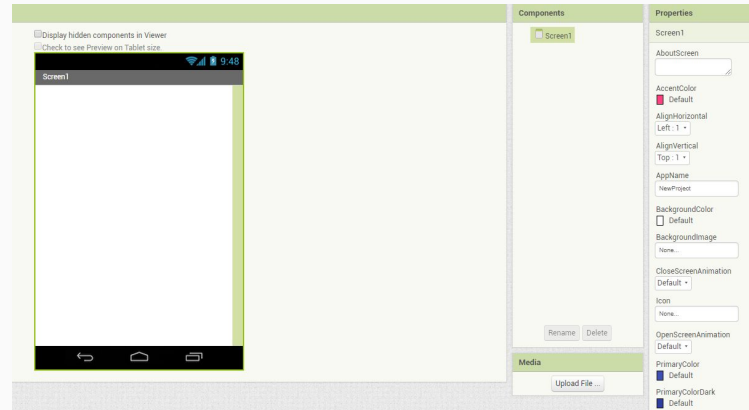 Display hidden components in Viewer
Check to see Preview on Tablet size.
9:48
Screen1
Components
Screen1
Rename Delete
Media
Upload File ...
Properties
Screen1
AboutScreen
AccentColor
Default
AlignHorizontal
Left : 1
AlignVertical
Top : 1
AppName
NewProject
BackgroundColor
Default
BackgroundImage
None...
CloseScreenAnimation
Default
Icon
None...
OpenScreenAnimation
Default
PrimaryColor
Default
PrimaryColorDark
Default